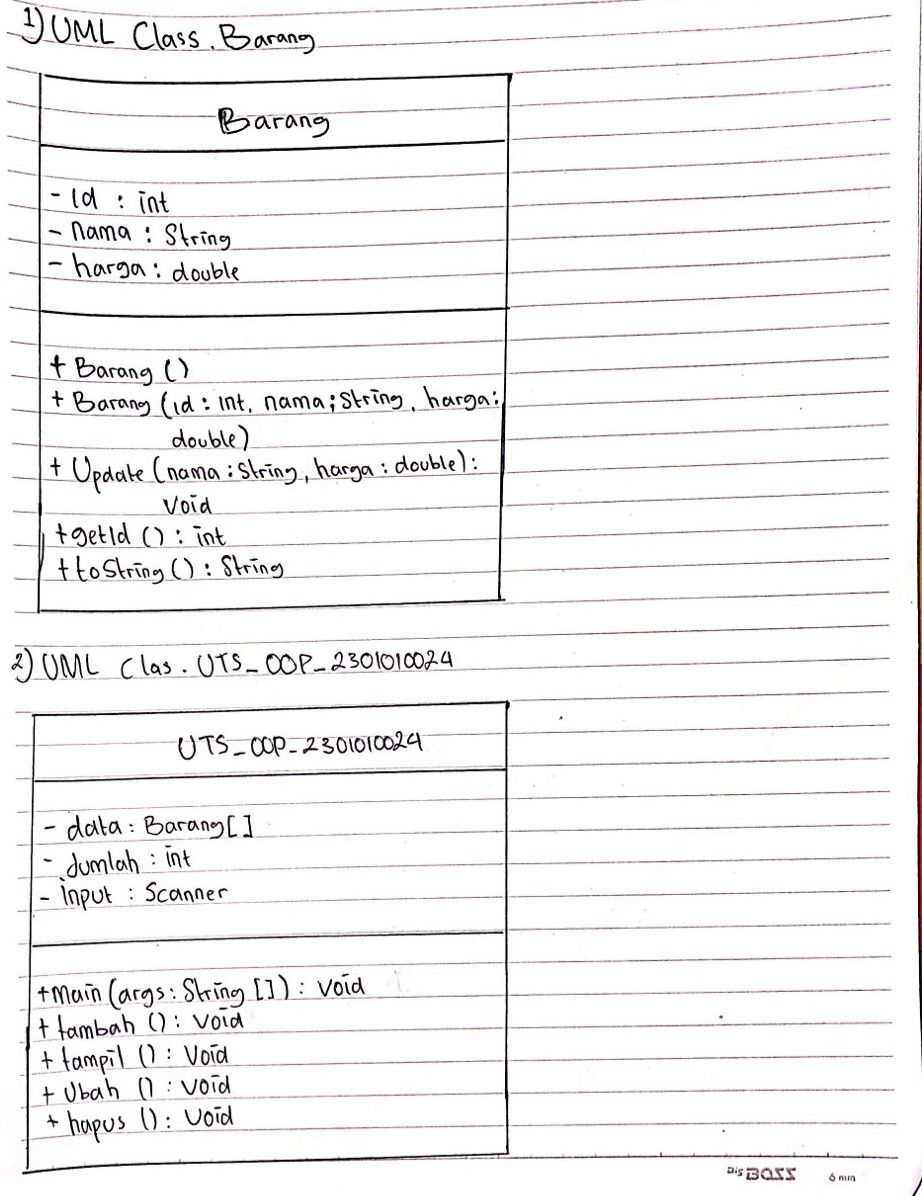 1) UML Class. Barang
Barang
- Id : int
- nama : String
- harga : double
+ Barang ()
+ Barang (id : int, nama ; String, harga :
double)
+ Update (nama : String, harga : double) :
Void
+ getId () : int
+ toString () : String
2) UML Clas. UTS_OOP_2301010024
UTS_OOP_2301010024
- data : Barang[]
- Jumlah : int
- input : Scanner
+ Main (args : String []) : void
+ tambah () : Void
+ tampil () : Void
+ Ubah () : void
+ hapus () : Void
Big BOSS 6 mm